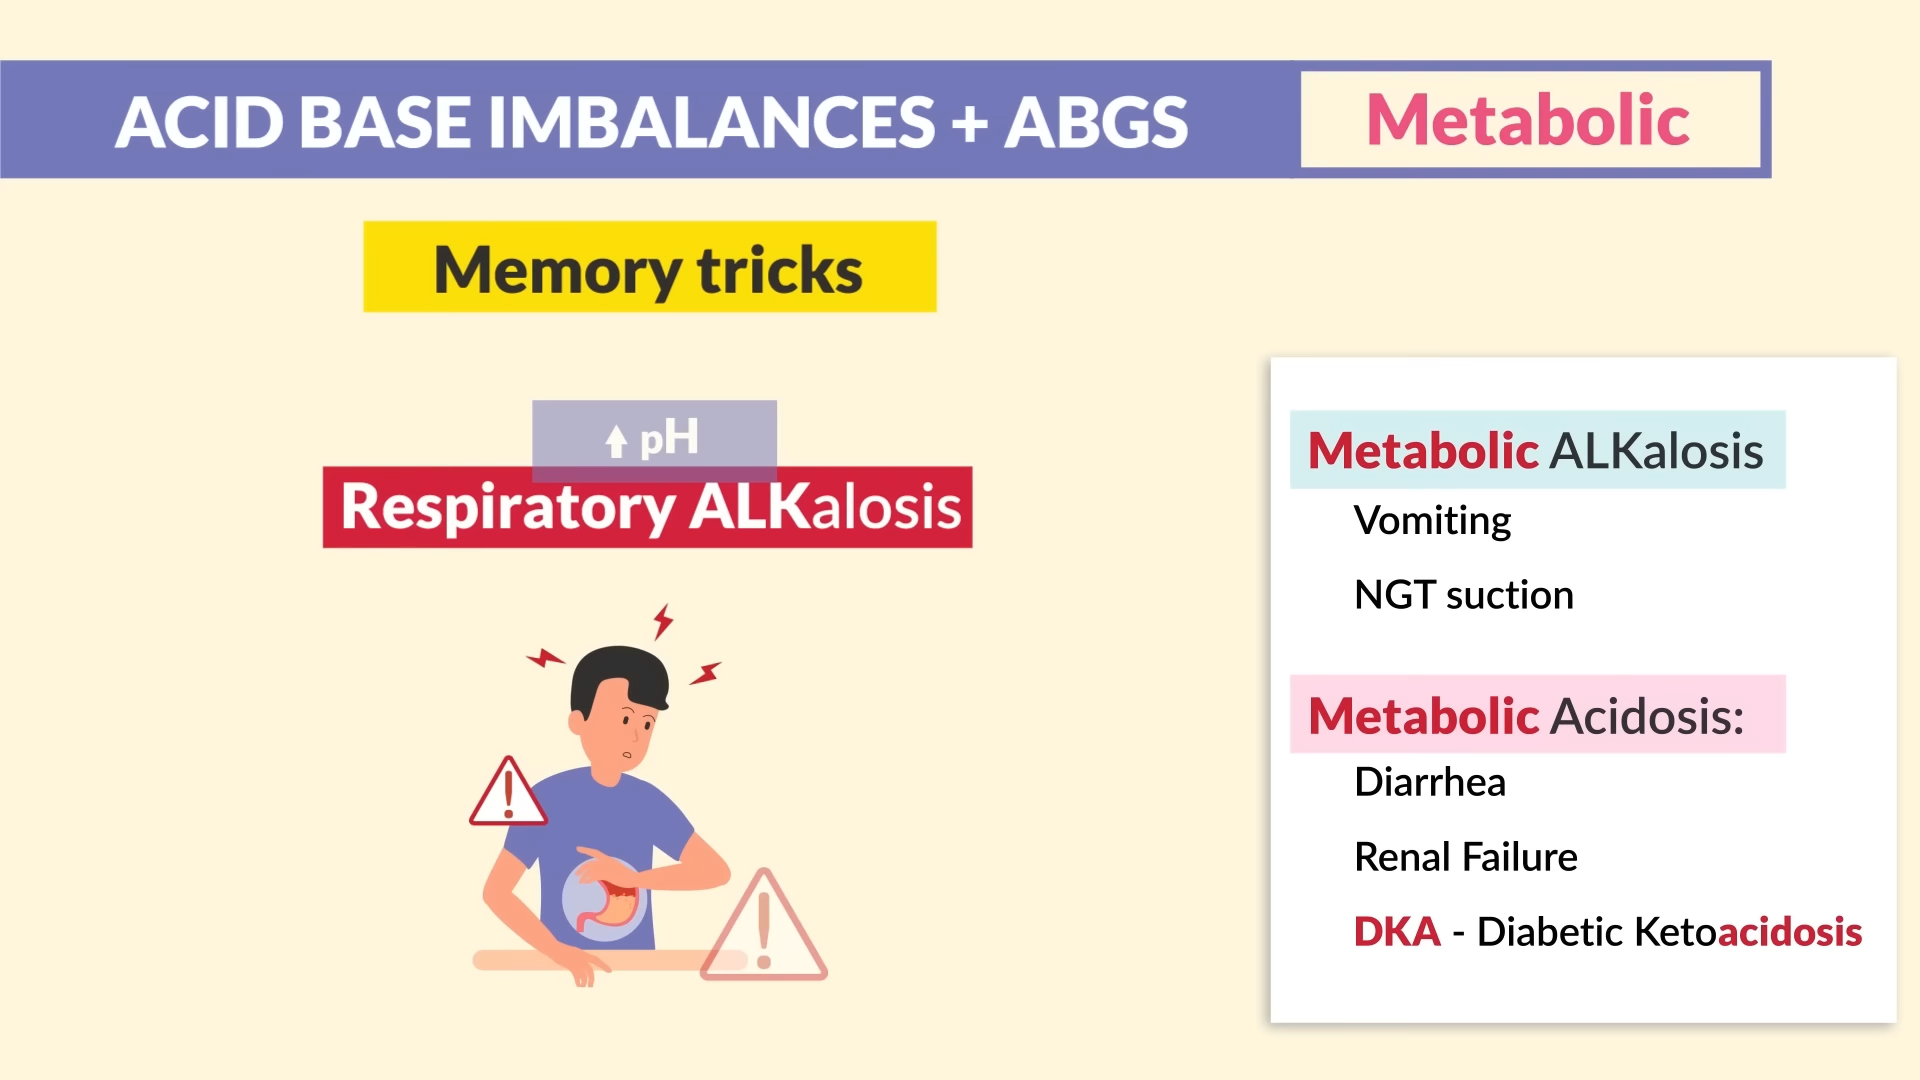 ACID BASE IMBALANCES + ABGS
Metabolic
Memory tricks
↑ pH
Respiratory ALKalosis
Metabolic ALKalosis
Vomiting
NGT suction
Metabolic Acidosis:
Diarrhea
Renal Failure
DKA - Diabetic Ketoacidosis